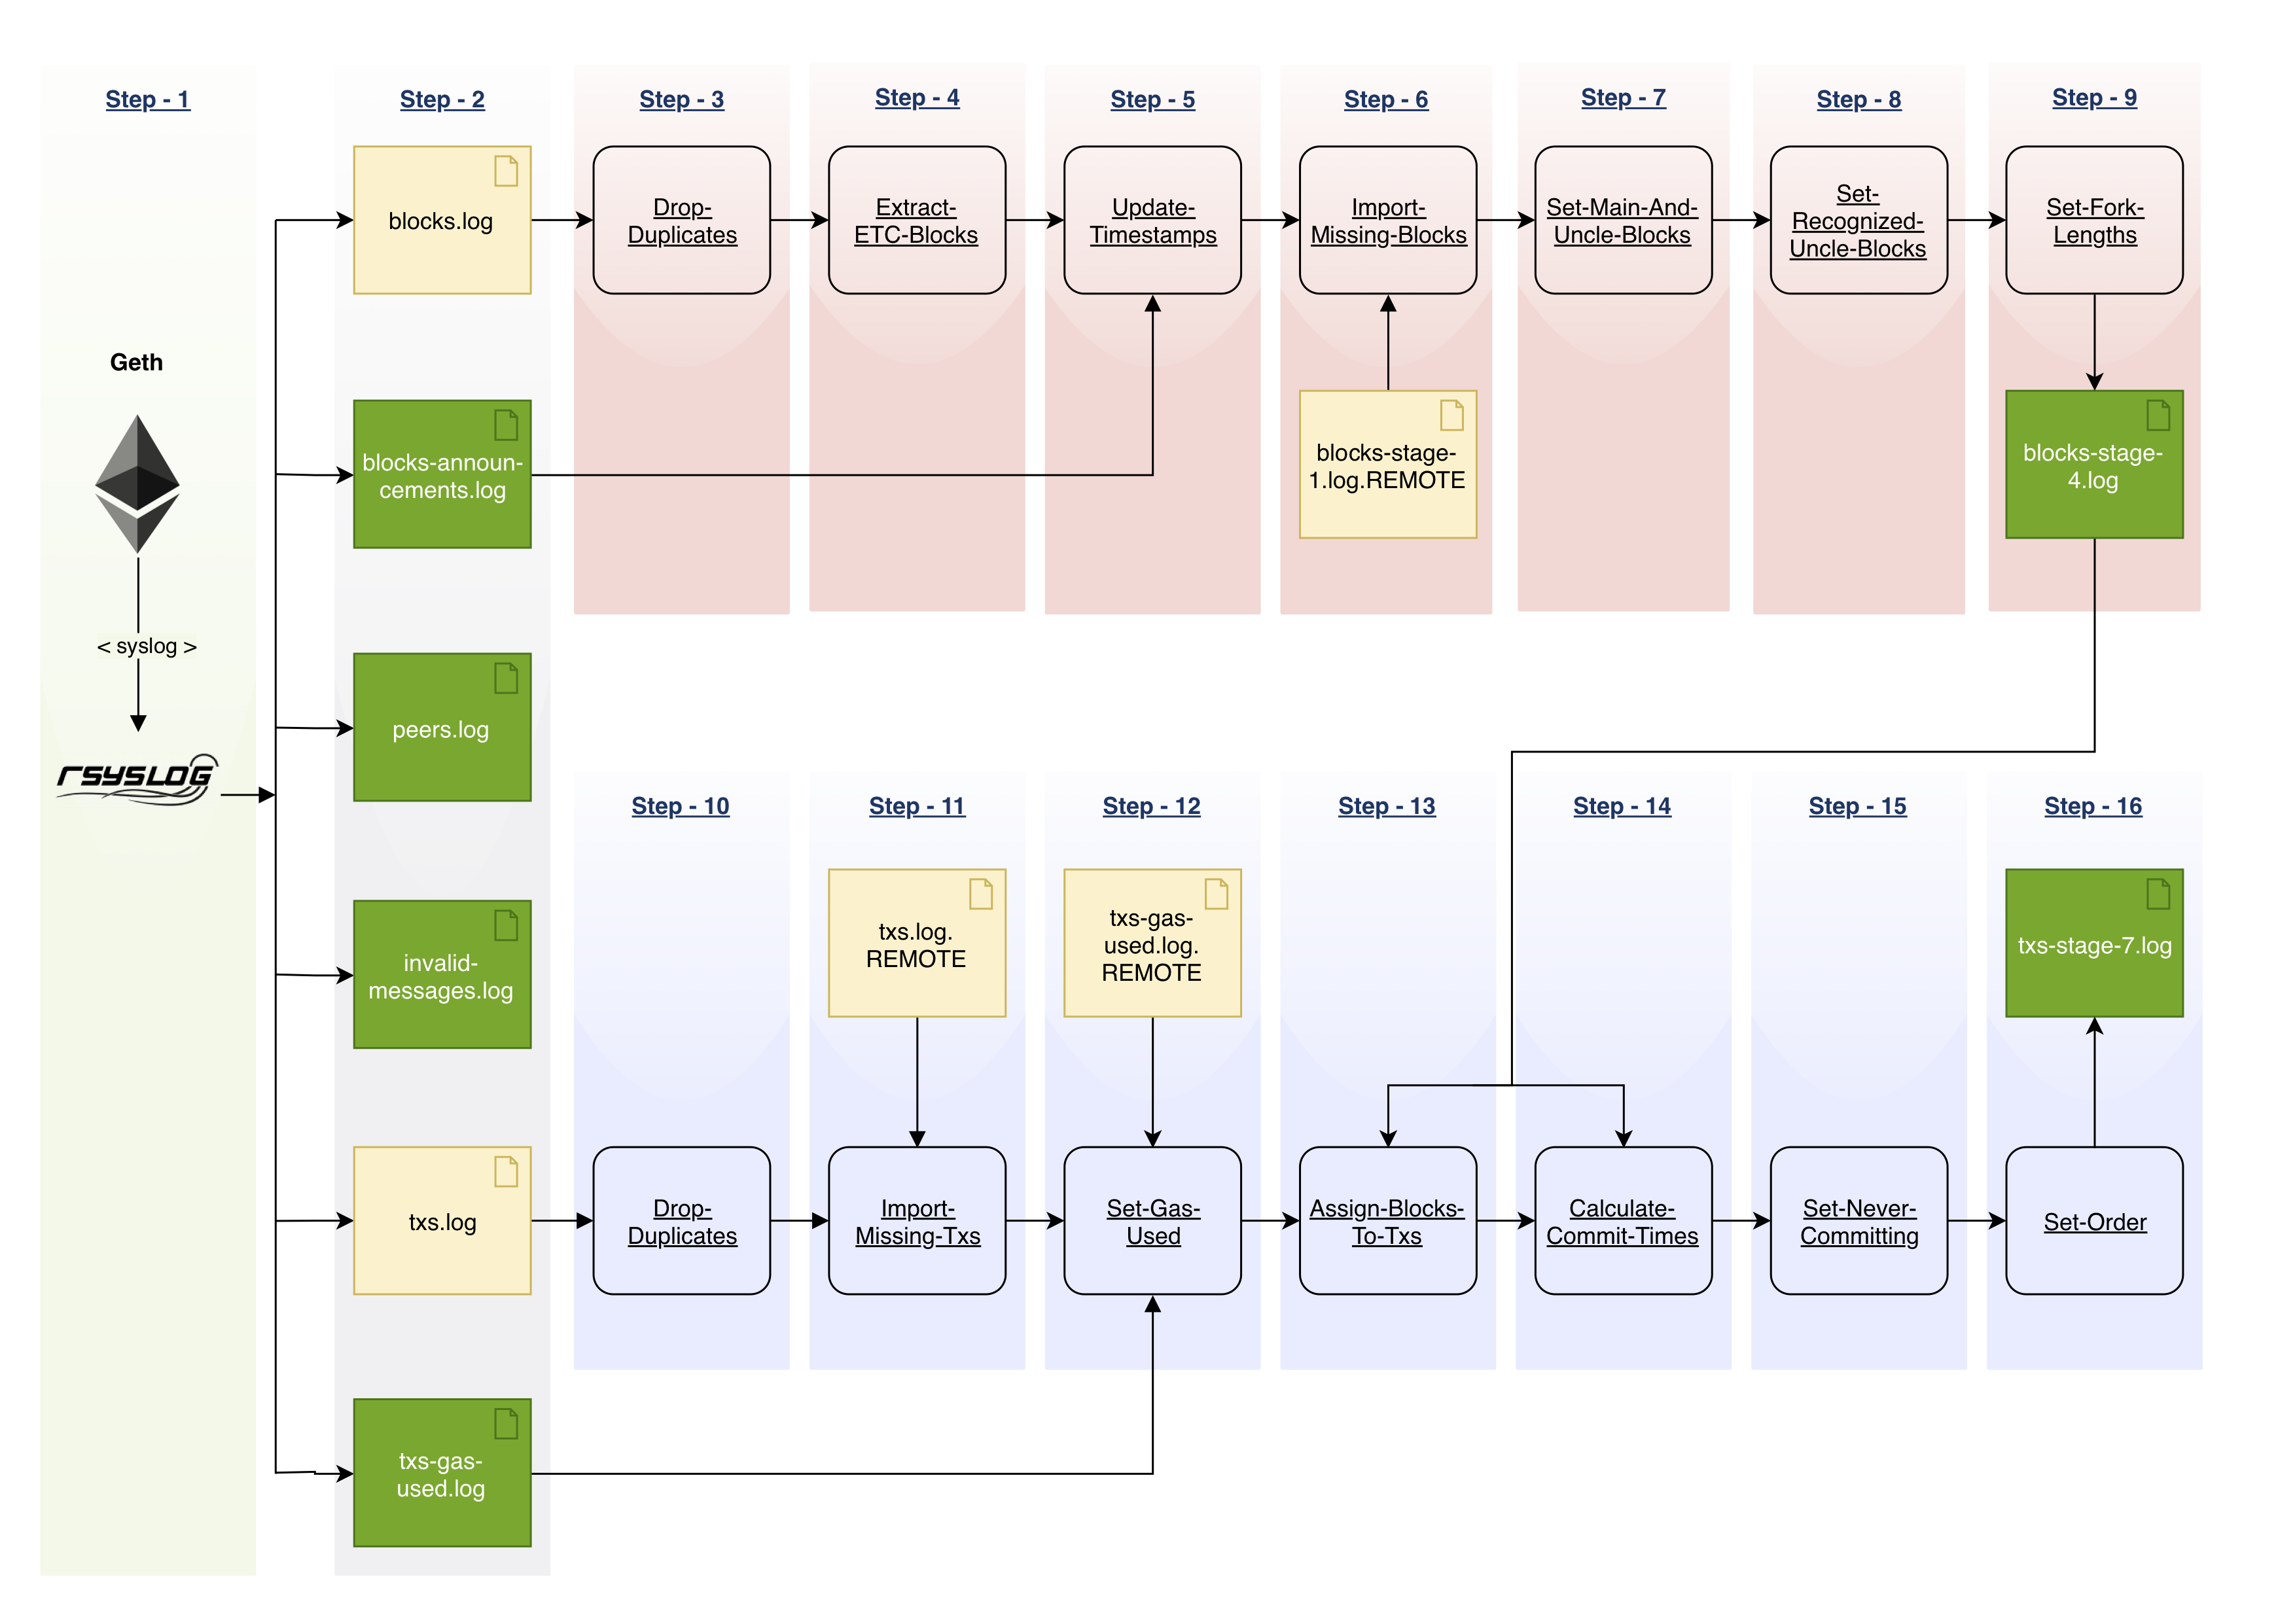 Step - 1
Step - 2
Step - 3
Step - 4
Step - 5
Step - 6
Step - 7
Step - 8
Step - 9
blocks.log
Drop-
Duplicates
Extract-
ETC-Blocks
Update-
Timestamps
Import-
Missing-Blocks
Set-Main-And-
Uncle-Blocks
Set-
Recognized-
Uncle-Blocks
Set-Fork-
Lengths
Geth
blocks-announ-
cements.log
blocks-stage-
1.log.REMOTE
blocks-stage-
4.log
< syslog >
peers.log
rsyslog
Step - 10
Step - 11
Step - 12
Step - 13
Step - 14
Step - 15
Step - 16
invalid-
messages.log
txs.log.
REMOTE
txs-gas-
used.log.
REMOTE
txs-stage-7.log
txs.log
Drop-
Duplicates
Import-
Missing-Txs
Set-Gas-
Used
Assign-Blocks-
To-Txs
Calculate-
Commit-Times
Set-Never-
Committing
Set-Order
txs-gas-
used.log